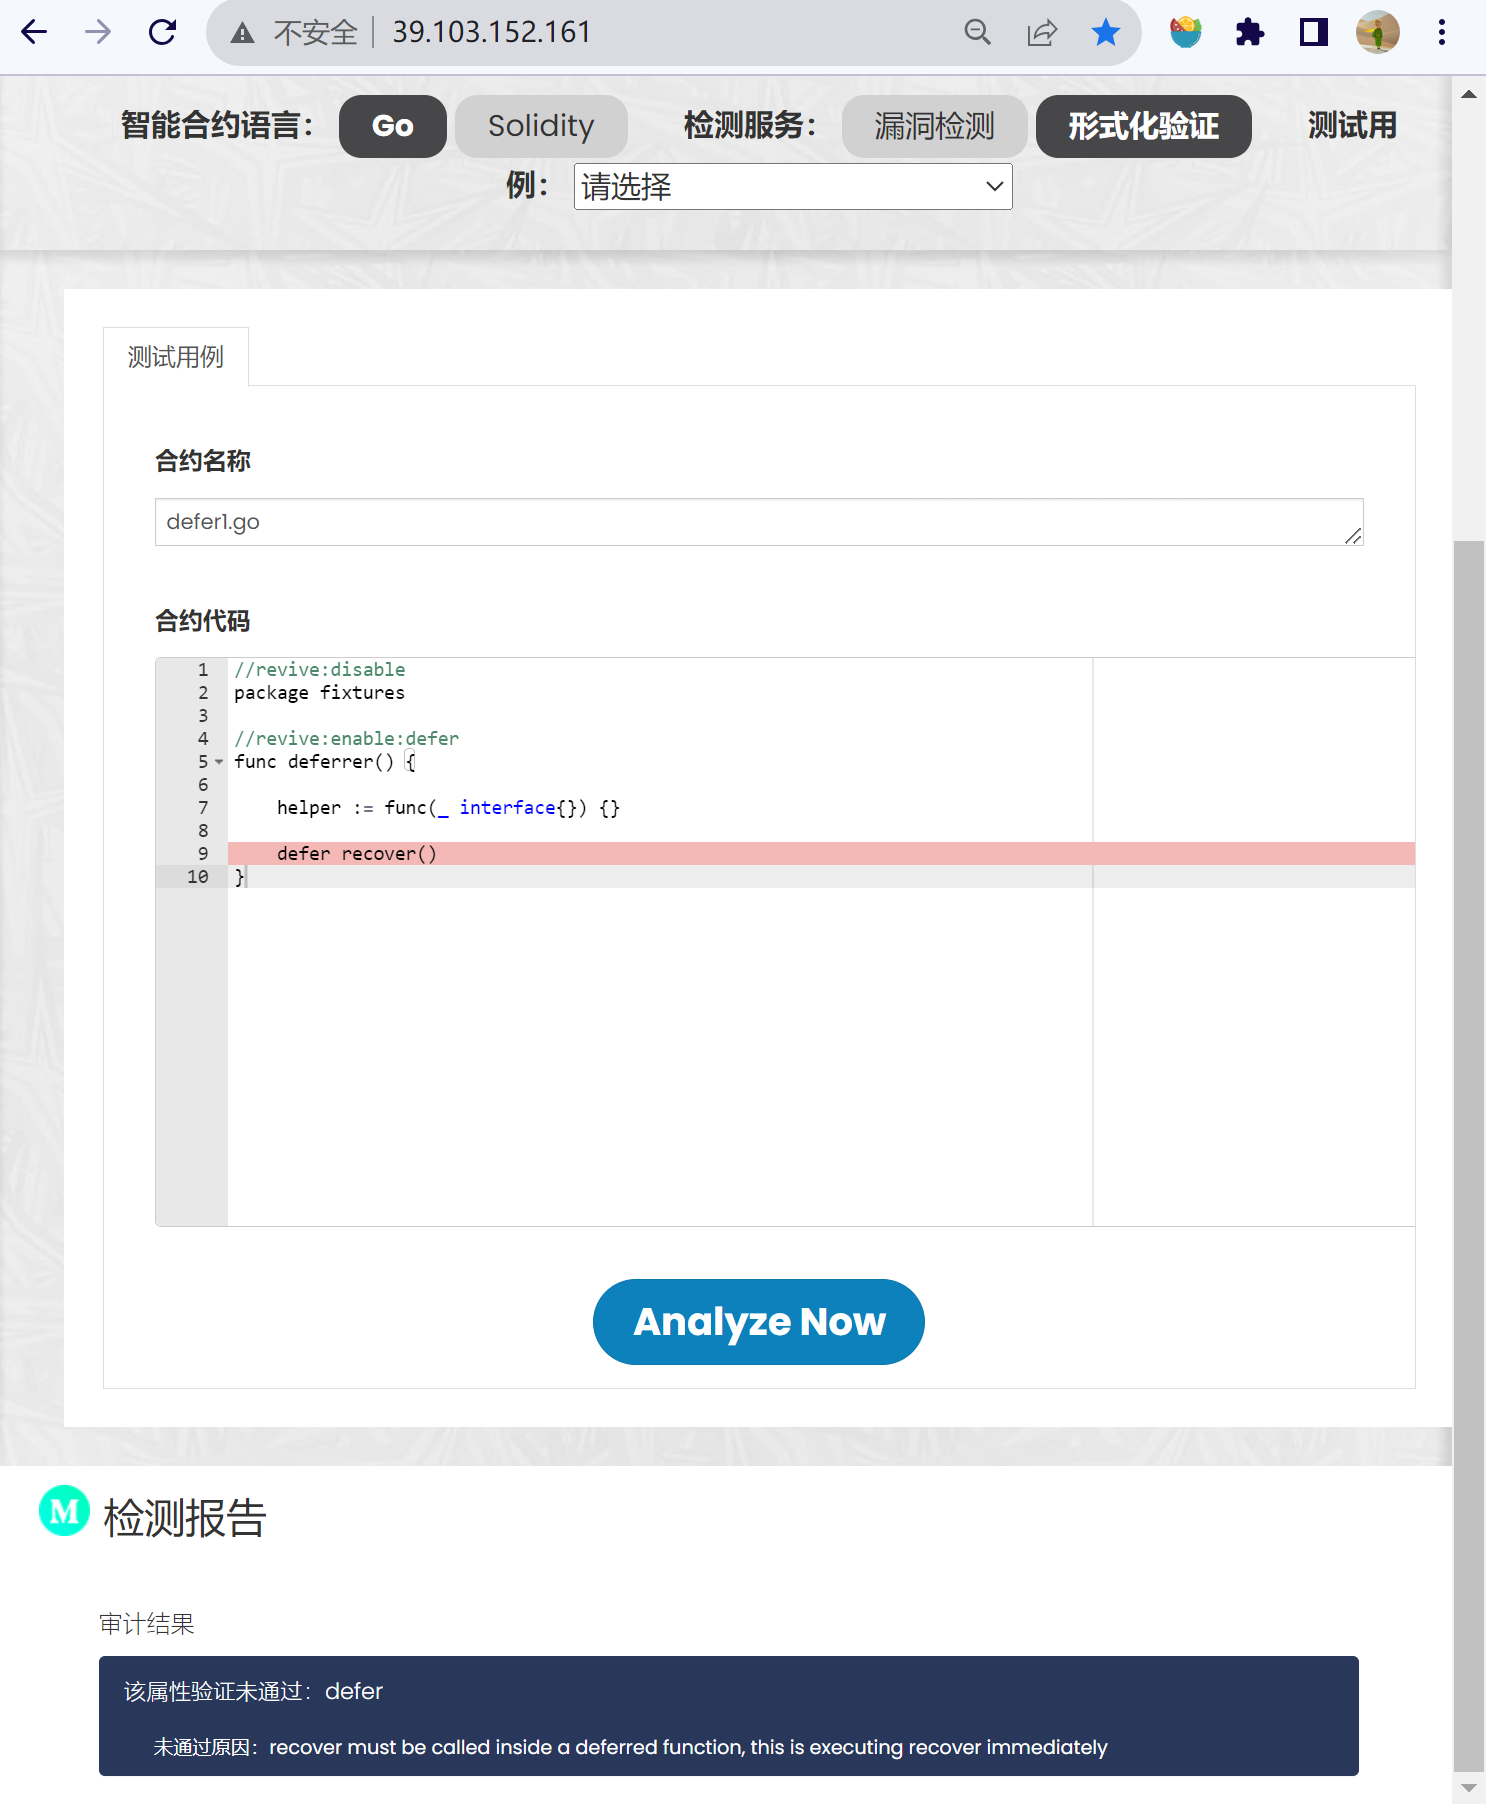 不安全 39.103.152.161
智能合约语言： Go Solidity 检测服务： 漏洞检测 形式化验证 测试用
例： 请选择
测试用例
合约名称
defer1.go
合约代码
1 //revive:disable
2 package fixtures
3
4 //revive:enable:defer
5 func deferrer() {
6
7     helper := func(_ interface{}) {}
8
9     defer recover()
10 }
Analyze Now
M 检测报告
审计结果
该属性验证未通过：defer
未通过原因：recover must be called inside a deferred function, this is executing recover immediately